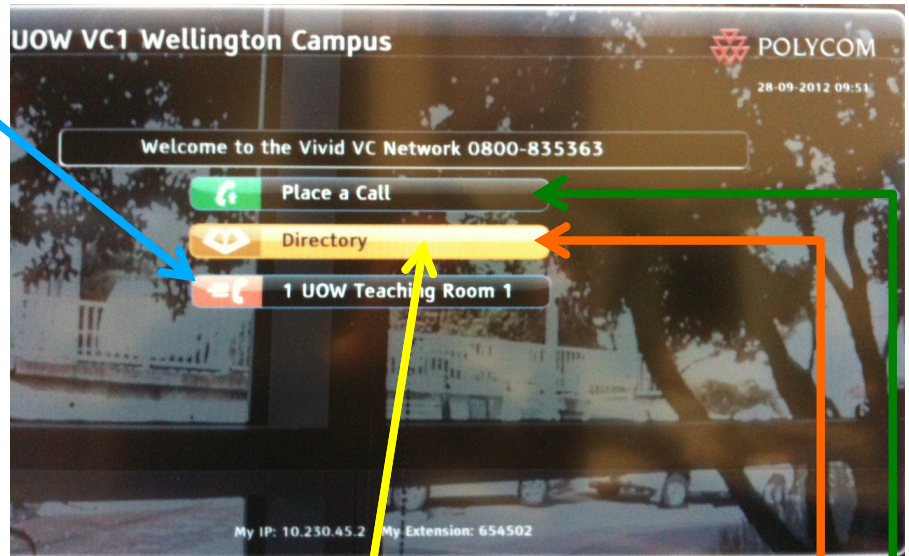 UOW VC1 Wellington Campus
POLYCOM
28-09-2012 09:51
Welcome to the Vivid VC Network 0800-835363
Place a Call
Directory
1 UOW Teaching Room 1
My IP: 10.230.45.2 My Extension: 654502